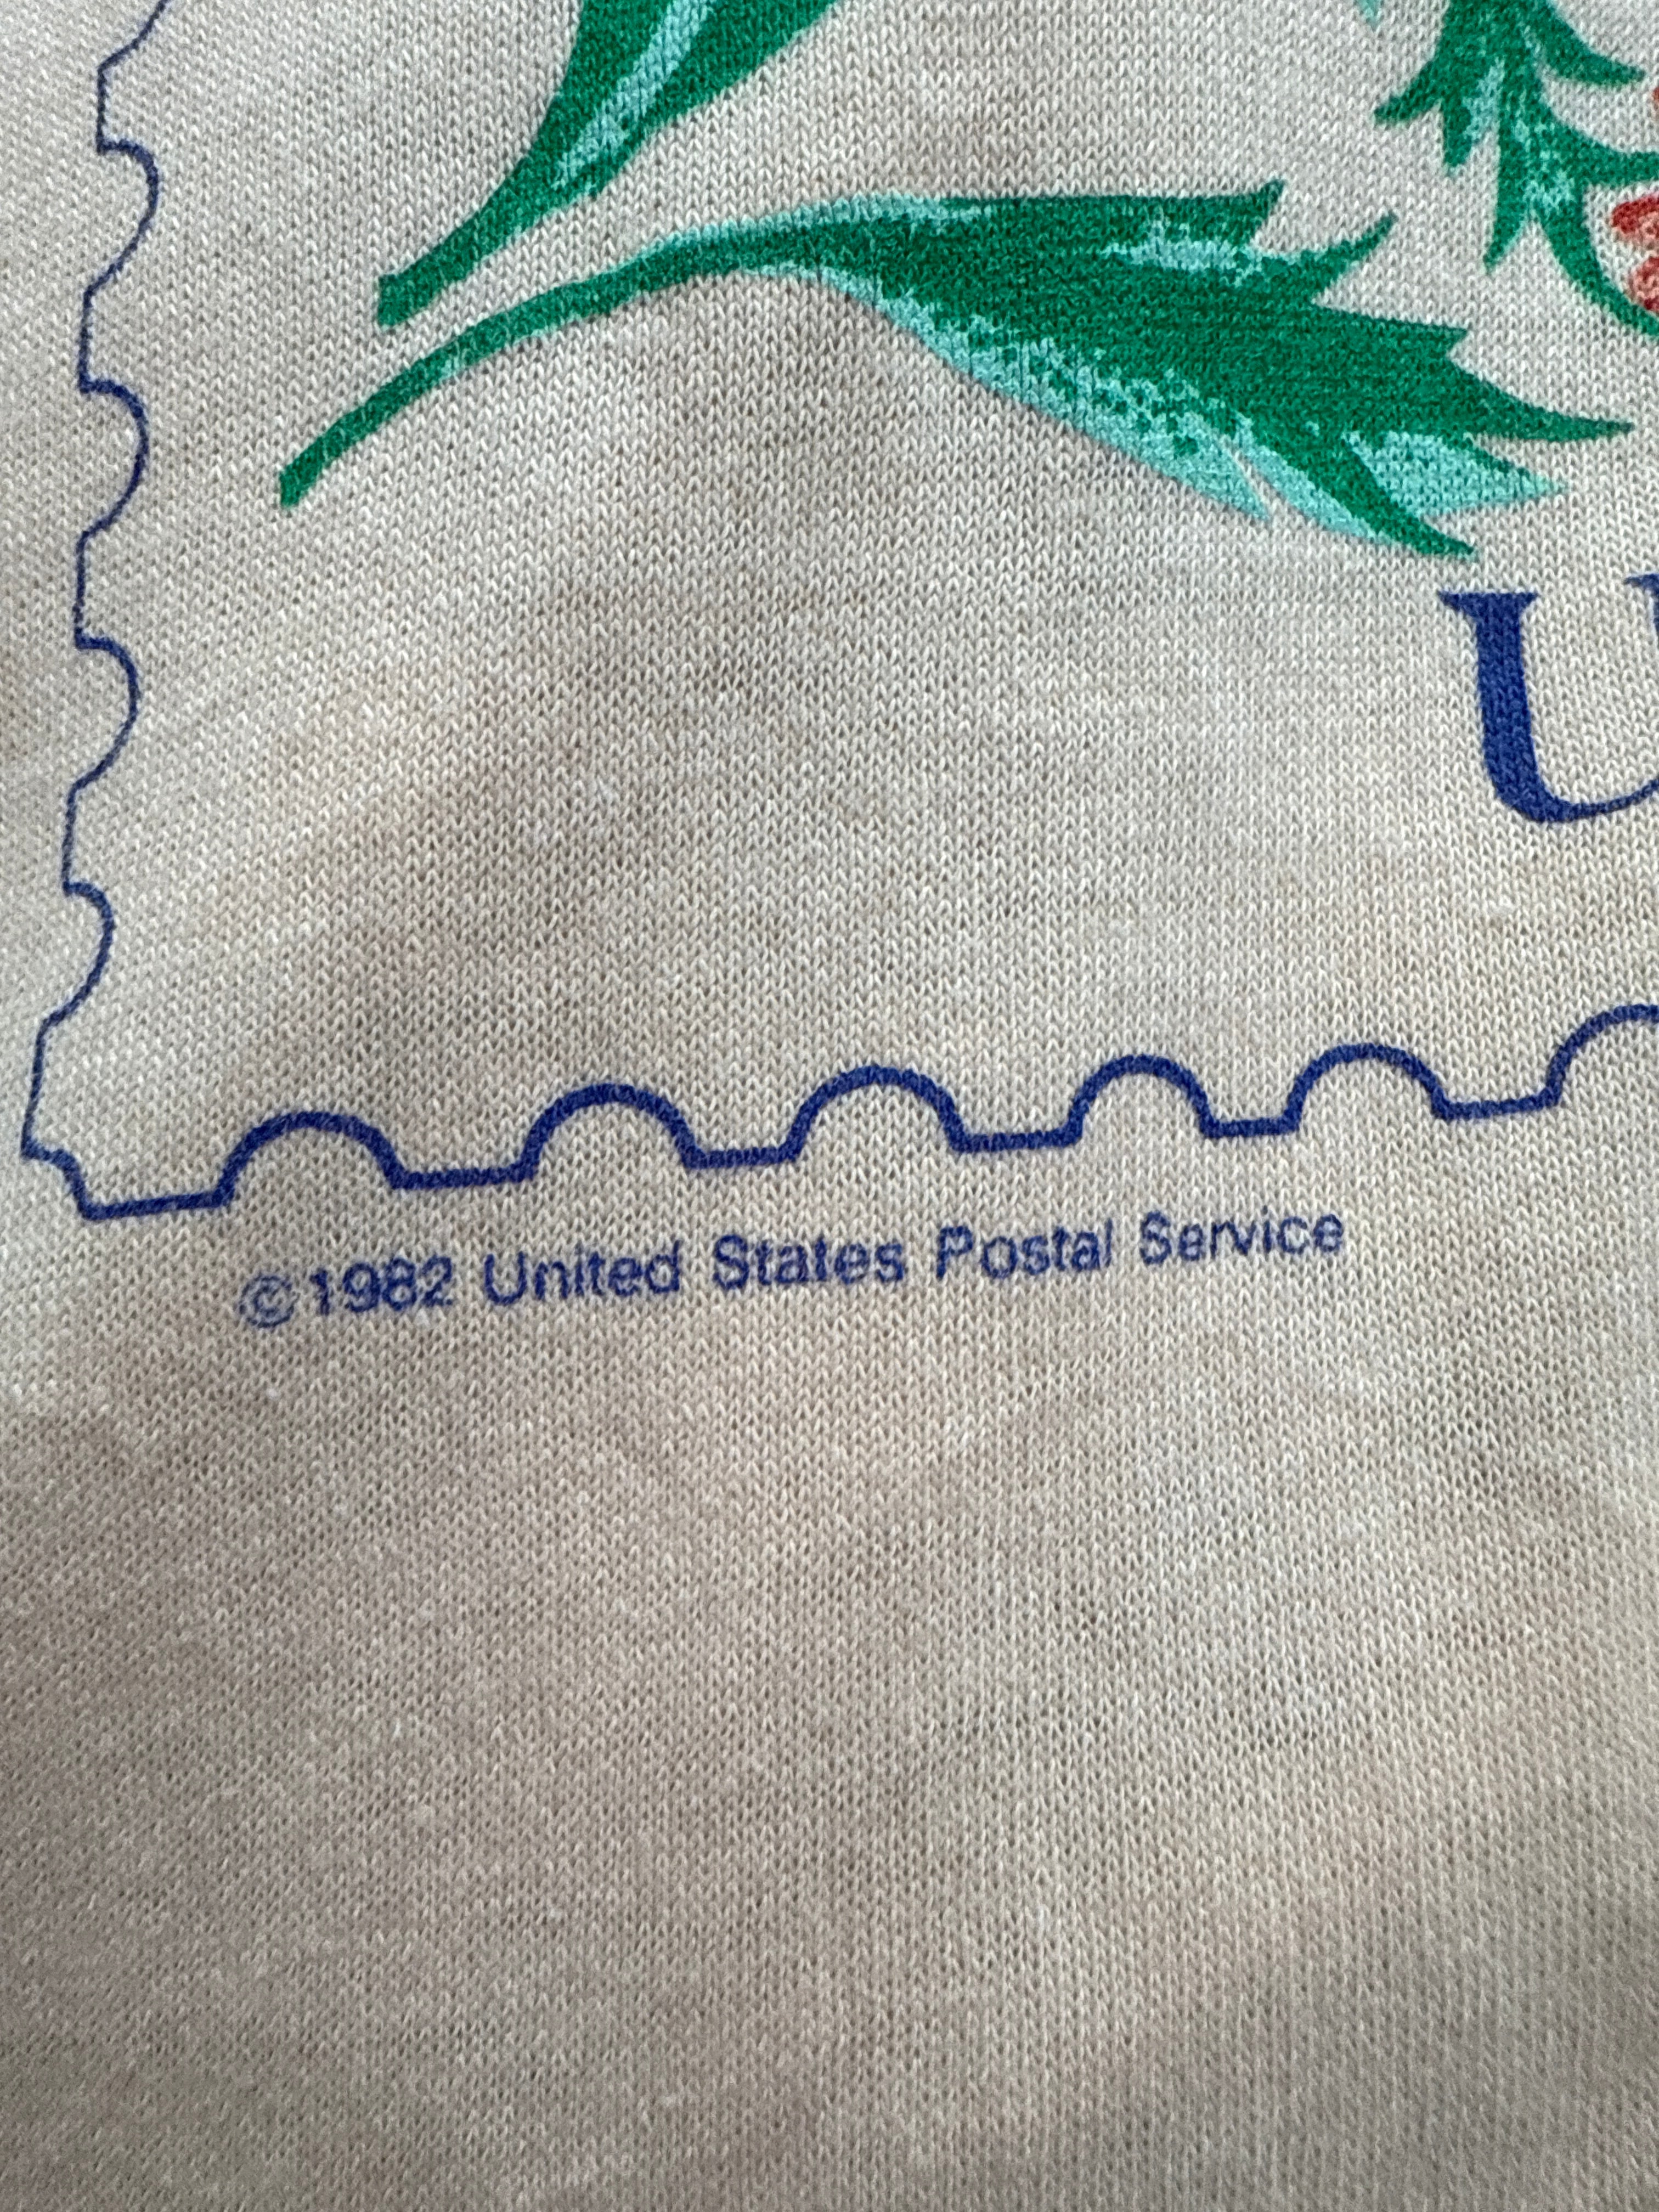 U
©1982 United States Postal Service